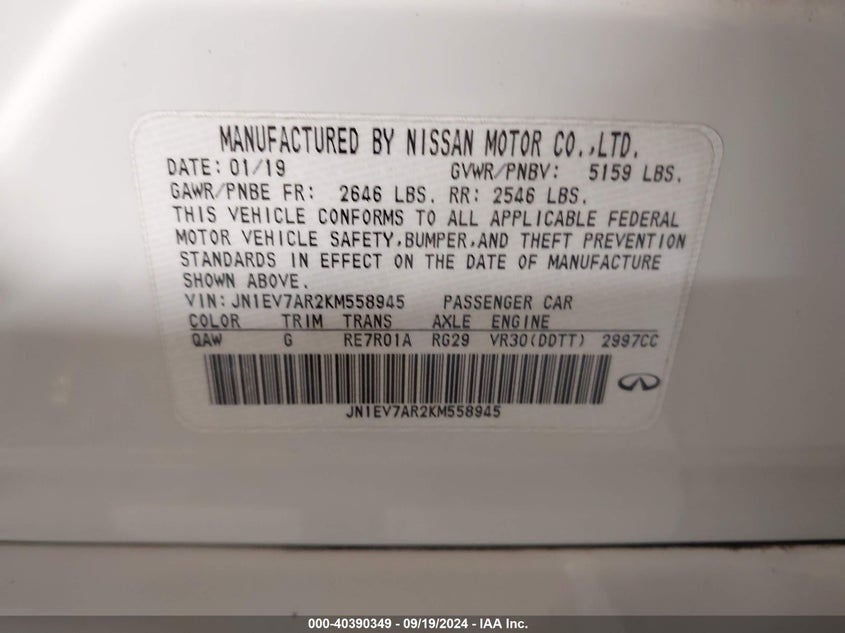 MANUFACTURED BY NISSAN MOTOR CO.,LTD.
DATE: 01/19 GVWR/PNBV: 5159 LBS.
GAWR/PNBE FR: 2646 LBS. RR: 2546 LBS.
THIS VEHICLE CONFORMS TO ALL APPLICABLE FEDERAL
MOTOR VEHICLE SAFETY,BUMPER,AND THEFT PREVENTION
STANDARDS IN EFFECT ON THE DATE OF MANUFACTURE
SHOWN ABOVE.
VIN:JN1EV7AR2KM558945 PASSENGER CAR
COLOR TRIM TRANS AXLE ENGINE
QAW G RE7R01A RG29 VR30(DDTT) 2997CC
JN1EV7AR2KM558945
000-40390349 - 09/19/2024 - IAA Inc.